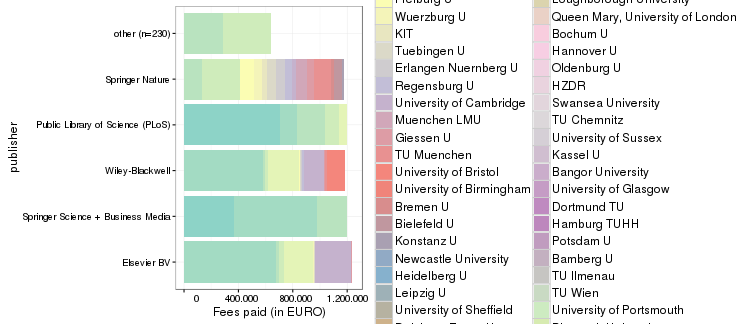 publisher
other (n=230)
Springer Nature
Public Library of Science (PLoS)
Wiley-Blackwell
Springer Science + Business Media
Elsevier BV
0 400.000 800.000 1.200.000
Fees paid (in EURO)
Wuerzburg U
KIT
Tuebingen U
Erlangen Nuernberg U
Regensburg U
University of Cambridge
Muenchen LMU
Giessen U
TU Muenchen
University of Bristol
University of Birmingham
Bremen U
Bielefeld U
Konstanz U
Newcastle University
Heidelberg U
Leipzig U
University of Sheffield
Queen Mary, University of London
Bochum U
Hannover U
Oldenburg U
HZDR
Swansea University
TU Chemnitz
University of Sussex
Kassel U
Bangor University
University of Glasgow
Dortmund TU
Hamburg TUHH
Potsdam U
Bamberg U
TU Ilmenau
TU Wien
University of Portsmouth